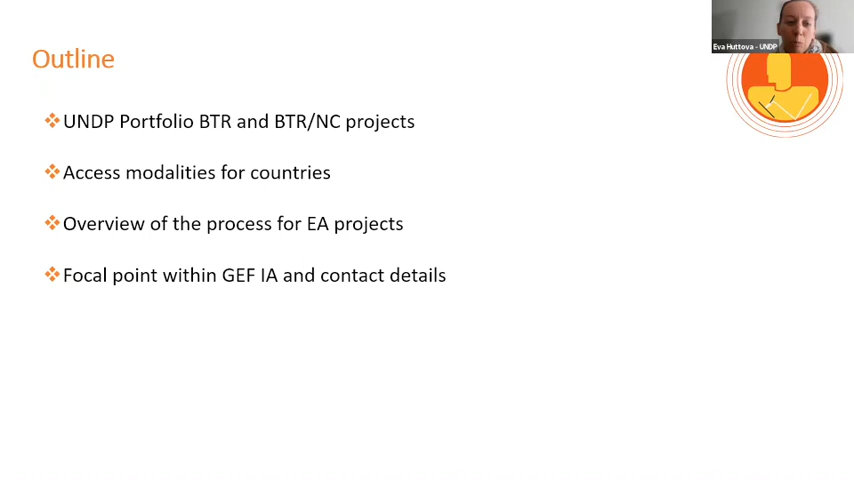 Eva Huttova - UNDP
Outline
UNDP Portfolio BTR and BTR/NC projects
Access modalities for countries
Overview of the process for EA projects
Focal point within GEF IA and contact details